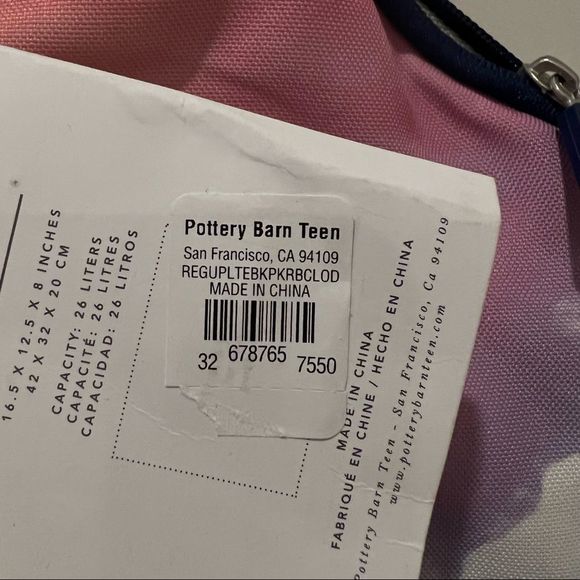 16.5 X 12.5 X 8 INCHES
42 X 32 X 20 CM
CAPACITY: 26 LITERS
CAPACITÉ: 26 LITRES
CAPACIDAD: 26 LITROS
Pottery Barn Teen
San Francisco, CA 94109
REGUPLTEBKPKRBCLOD
MADE IN CHINA
32 678765 7550
MADE IN CHINA
FABRIQUÉ EN CHINE / HECHO EN CHINA
Pottery Barn Teen - San Francisco, Ca 94109
www.potterybarnteen.com